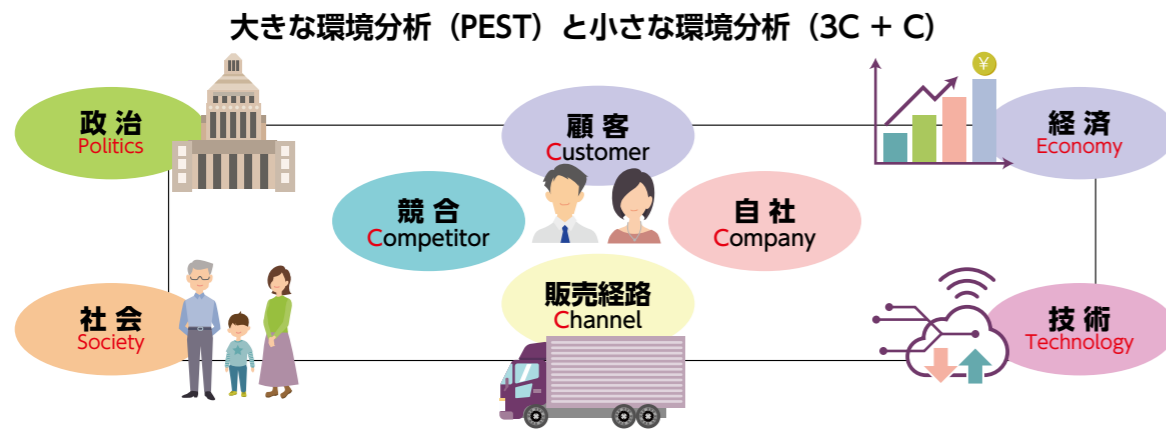 大きな環境分析（PEST）と小さな環境分析（3C + C）
政 治
Politics
顧 客
Customer
¥
経 済
Economy
競 合
Competitor
自 社
Company
社 会
Society
販売経路
Channel
技 術
Technology